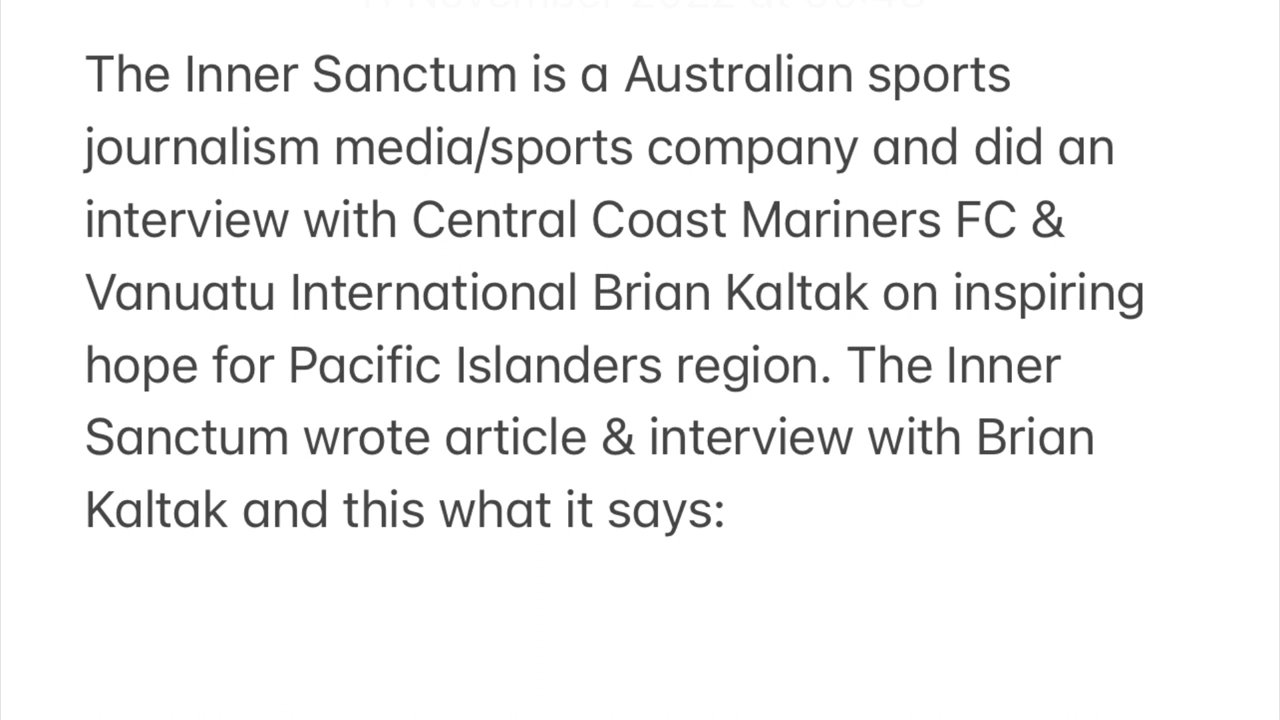 The Inner Sanctum is a Australian sports
journalism media/sports company and did an
interview with Central Coast Mariners FC &
Vanuatu International Brian Kaltak on inspiring
hope for Pacific Islanders region. The Inner
Sanctum wrote article & interview with Brian
Kaltak and this what it says: